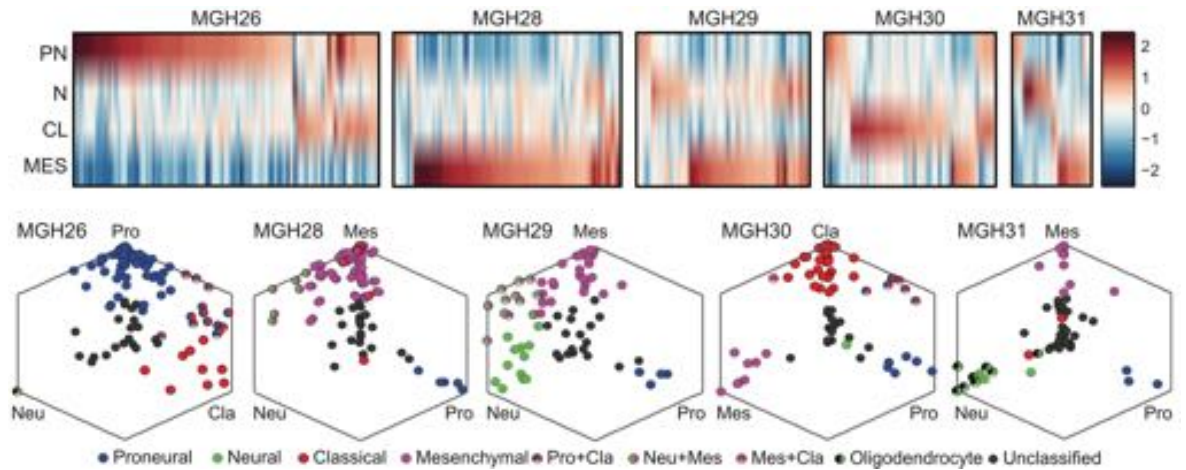 MGH26 MGH28 MGH29 MGH30 MGH31
PN
N
CL
MES
2
1
0
−1
−2
MGH26 Pro MGH28 Mes MGH29 Mes MGH30 Cla MGH31 Mes
Neu Cla Neu Pro Neu Pro Mes Pro Neu Pro
Proneural Neural Classical Mesenchymal Pro+Cla Neu+Mes Mes+Cla Oligodendrocyte Unclassified